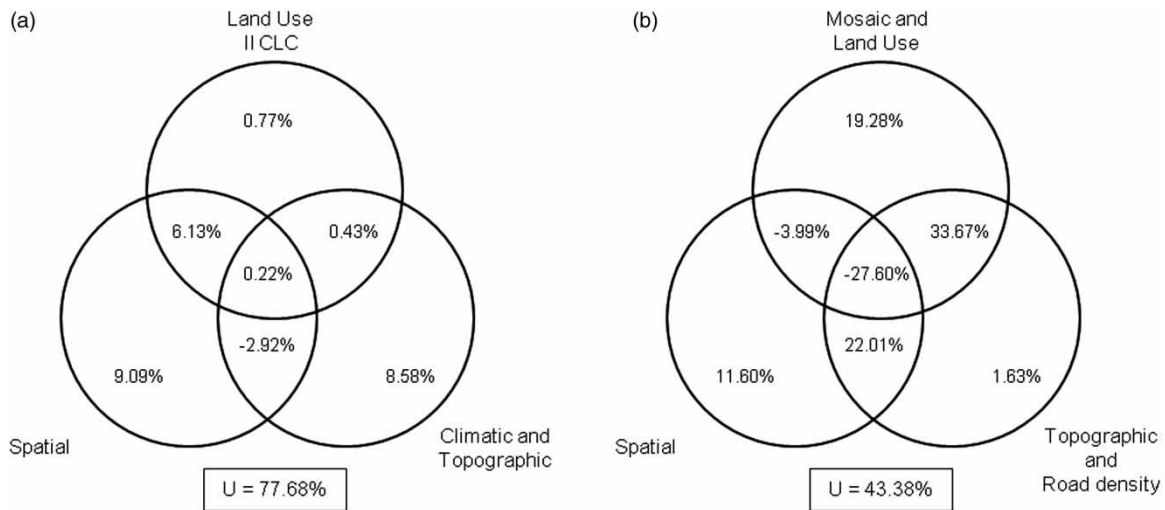 (a)
Land Use
II CLC
0.77%
6.13%
0.43%
0.22%
-2.92%
9.09%
8.58%
Spatial
Climatic and
Topographic
U = 77.68%
(b)
Mosaic and
Land Use
19.28%
-3.99%
33.67%
-27.60%
22.01%
11.60%
1.63%
Spatial
Topographic
and
Road density
U = 43.38%